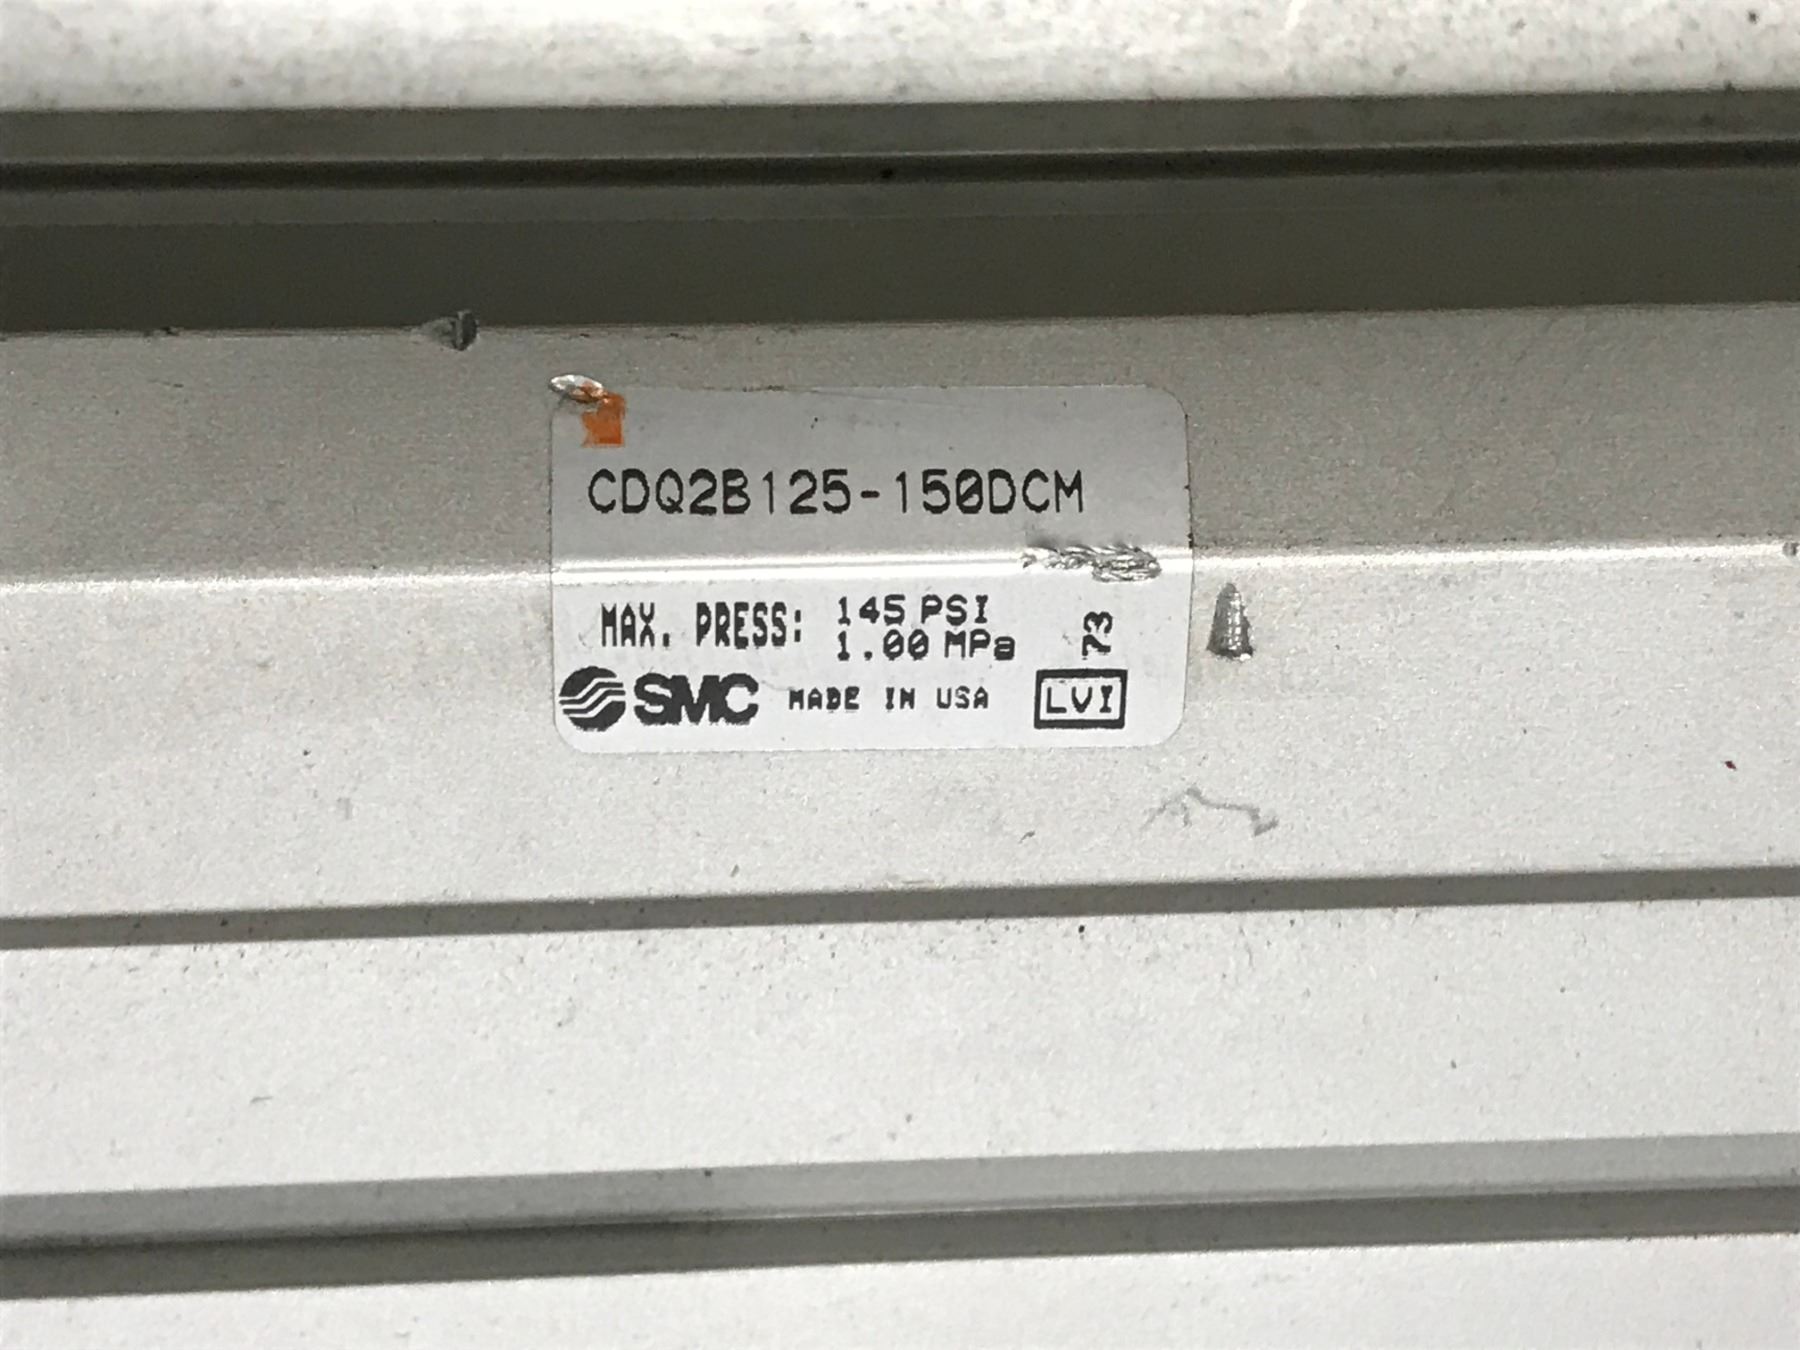 CDQ2B125-150DCM
MAX. PRESS: 145 PSI
1.00 MPa
73
SMC MADE IN USA LVI